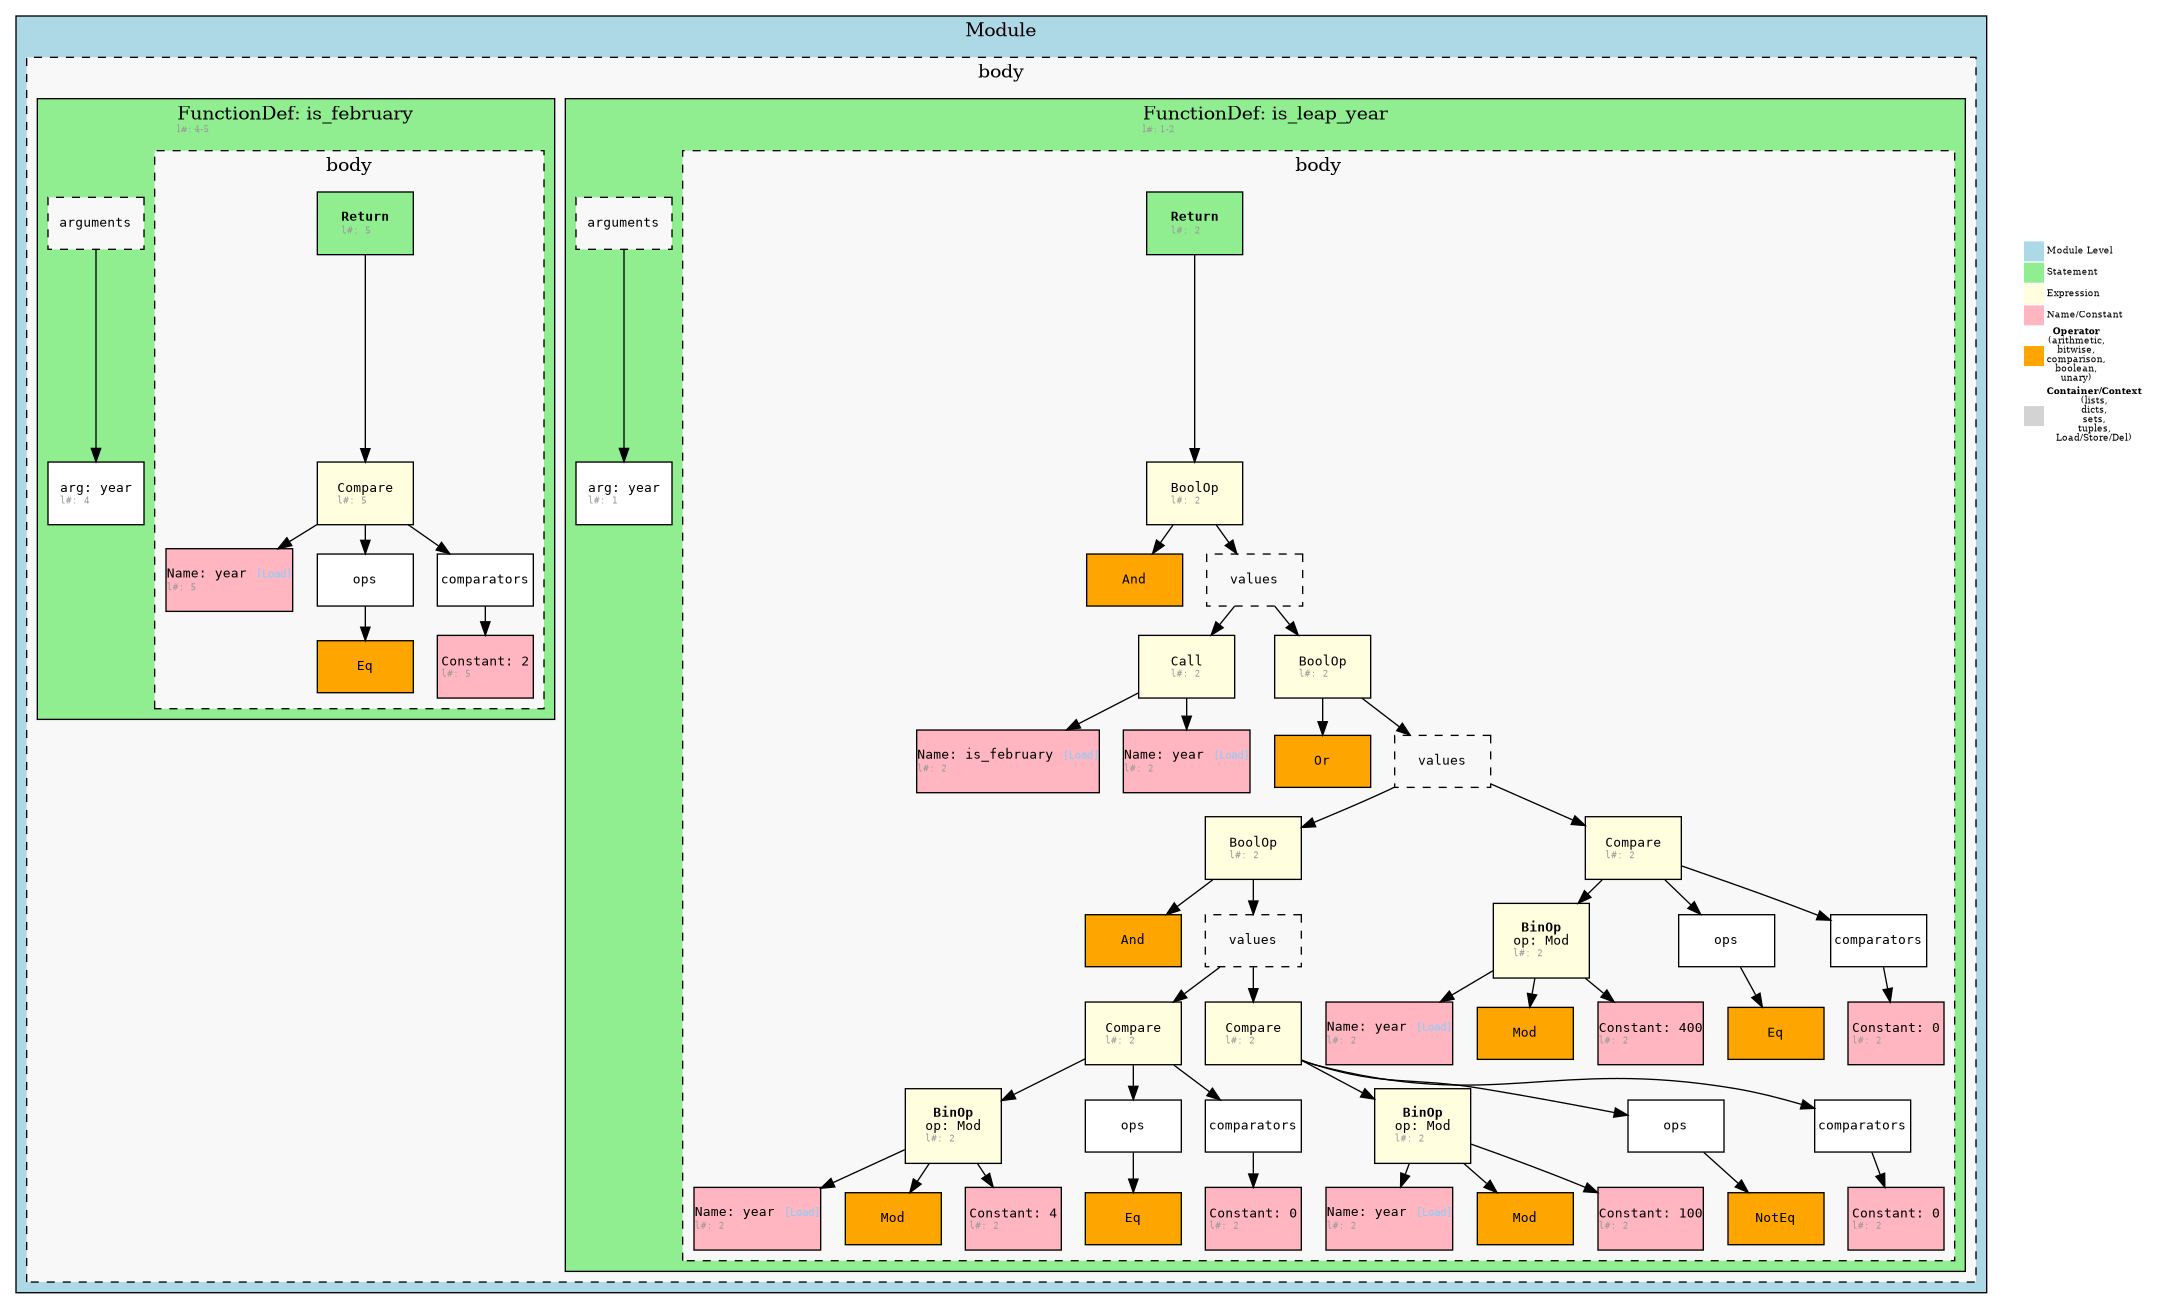 Module
body
FunctionDef: is_february
l#: 4-5
arguments
arg: year
l#: 4
body
Return
l#: 5
Compare
l#: 5
Name: year [Load]
l#: 5
ops
comparators
Eq
Constant: 2
l#: 5
FunctionDef: is_leap_year
l#: 1-2
arguments
arg: year
l#: 1
body
Return
l#: 2
BoolOp
l#: 2
And
values
Call
l#: 2
BoolOp
l#: 2
Name: is_february [Load]
l#: 2
Name: year [Load]
l#: 2
Or
values
BoolOp
l#: 2
Compare
l#: 2
And
values
BinOp
op: Mod
l#: 2
ops
comparators
Compare
l#: 2
Compare
l#: 2
Name: year [Load]
l#: 2
Mod
Constant: 400
l#: 2
Eq
Constant: 0
l#: 2
BinOp
op: Mod
l#: 2
ops
comparators
BinOp
op: Mod
l#: 2
ops
comparators
Name: year [Load]
l#: 2
Mod
Constant: 4
l#: 2
Eq
Constant: 0
l#: 2
Name: year [Load]
l#: 2
Mod
Constant: 100
l#: 2
NotEq
Constant: 0
l#: 2
Module Level
Statement
Expression
Name/Constant
Operator
(arithmetic,
bitwise,
comparison,
boolean,
unary)
Container/Context
(lists,
dicts,
sets,
tuples,
Load/Store/Del)